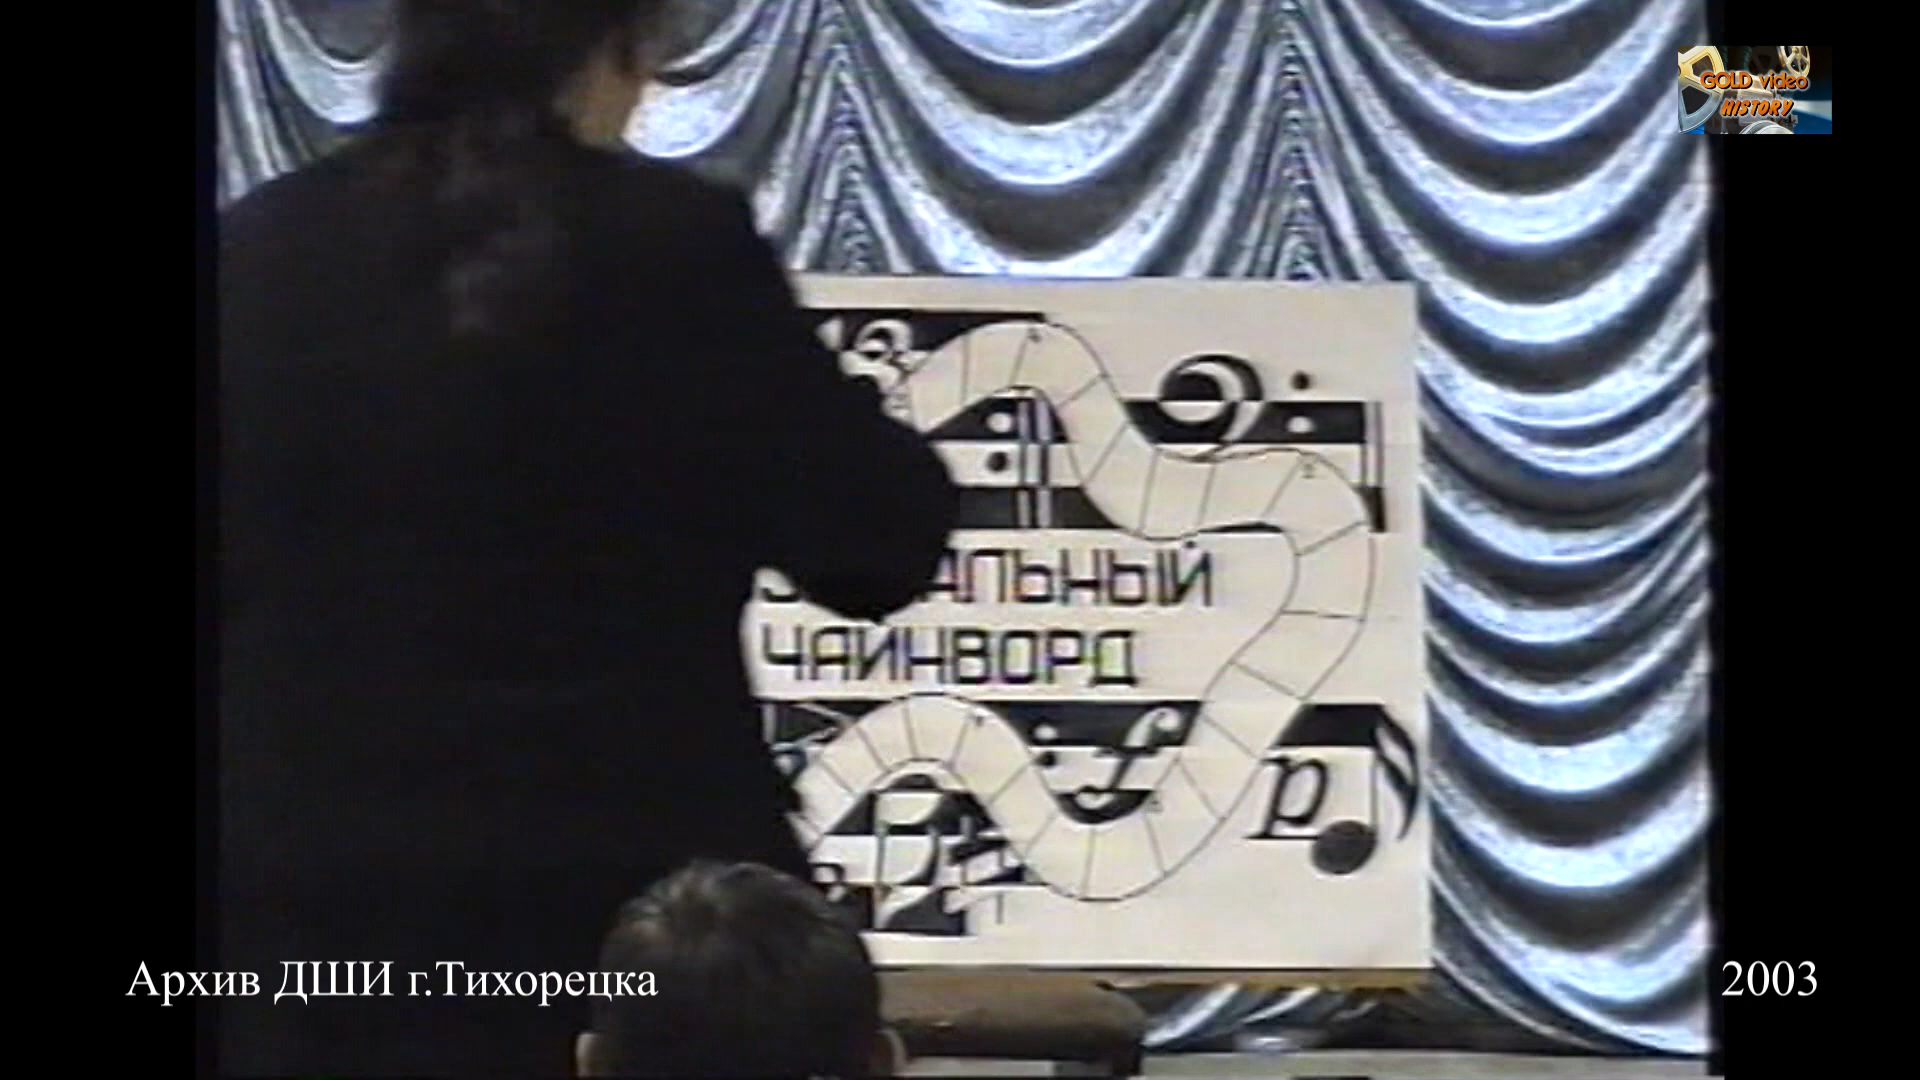 GOLD video
HISTORY
АЛЬНЫЙ
ЧАЙНВОРД
f
p
Архив ДШИ г.Тихорецка
2003